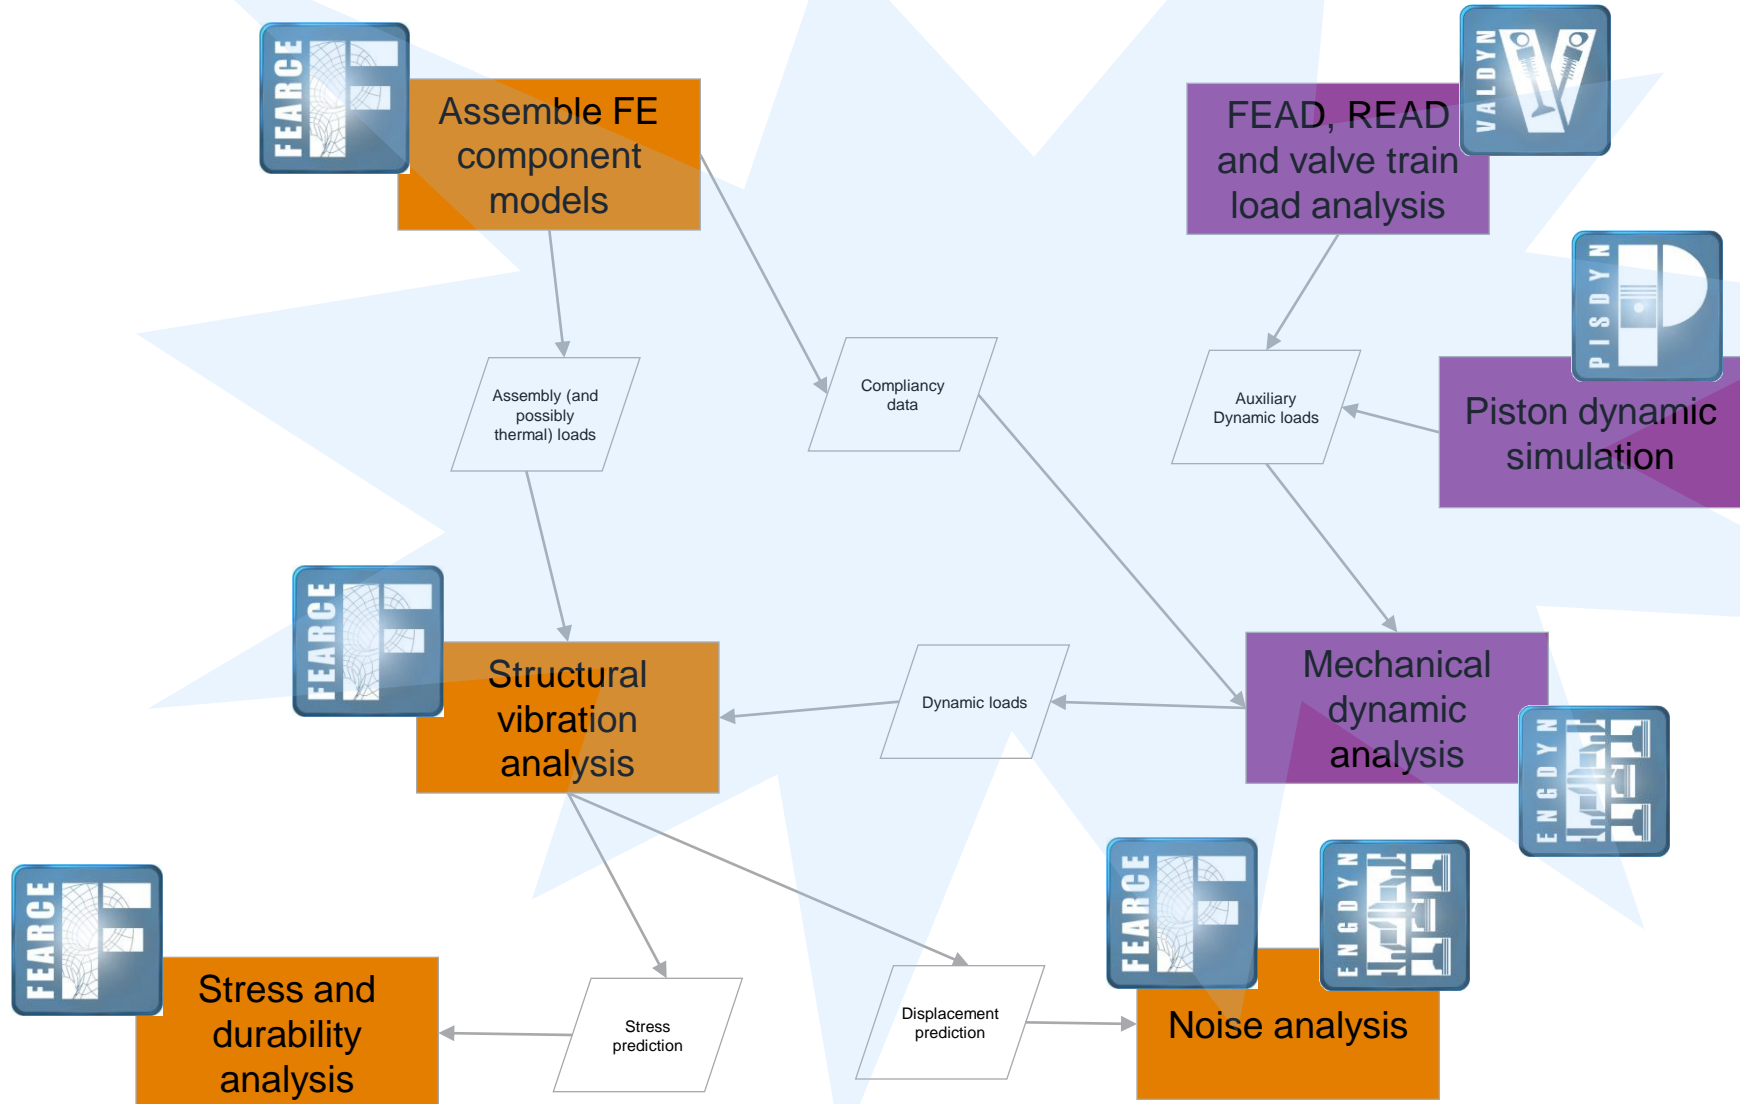 FEARCE
Assemble FE
component
models
VALDYN
FEAD, READ
and valve train
load analysis
PISDYN
Piston dynamic
simulation
Assembly (and
possibly
thermal) loads
Compliancy
data
Auxiliary
Dynamic loads
FEARCE
Structural
vibration
analysis
Dynamic loads
Mechanical
dynamic
analysis
ENGDYN
FEARCE
Stress and
durability
analysis
Stress
prediction
Displacement
prediction
FEARCE
ENGDYN
Noise analysis